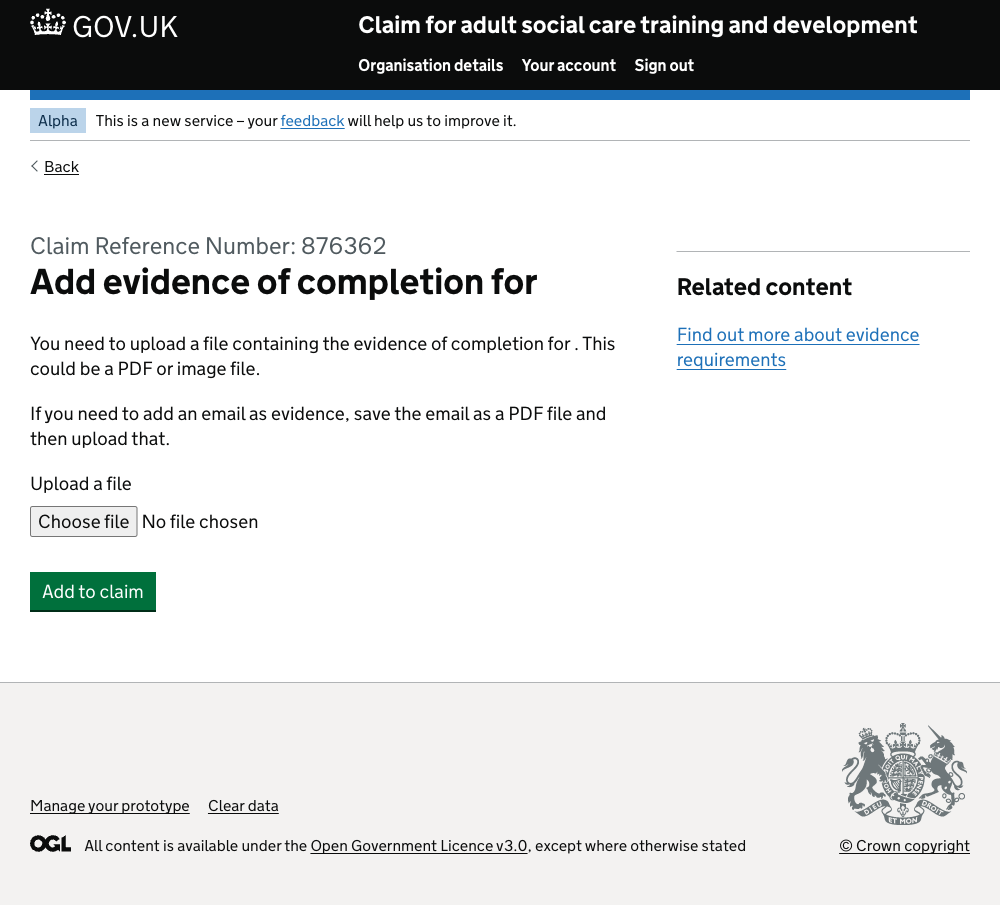 GOV.UK
Claim for adult social care training and development
Organisation details Your account Sign out
Alpha This is a new service – your feedback will help us to improve it.
Back
Claim Reference Number: 876362
Add evidence of completion for
You need to upload a file containing the evidence of completion for . This
could be a PDF or image file.
If you need to add an email as evidence, save the email as a PDF file and
then upload that.
Upload a file
Choose file No file chosen
Add to claim
Related content
Find out more about evidence
requirements
Manage your prototype Clear data
OGL All content is available under the Open Government Licence v3.0, except where otherwise stated
DIEU ET MON DROIT
© Crown copyright